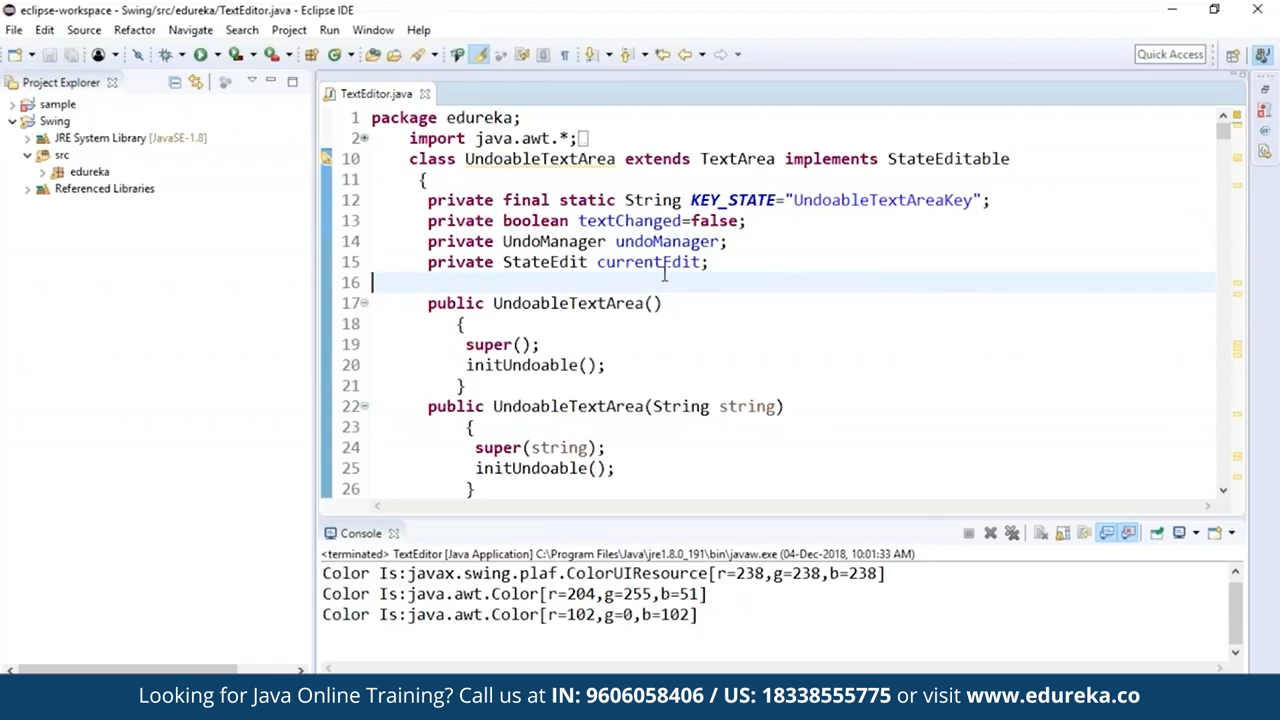 eclipse-workspace - Swing/src/edureka/TextEditor.java - Eclipse IDE
File Edit Source Refactor Navigate Search Project Run Window Help
Quick Access
Project Explorer
sample
Swing
JRE System Library [JavaSE-1.8]
src
edureka
Referenced Libraries
TextEditor.java
1 package edureka;
2 import java.awt.*;
10 class UndoableTextArea extends TextArea implements StateEditable
11 {
12 private final static String KEY_STATE="UndoableTextAreaKey";
13 private boolean textChanged=false;
14 private UndoManager undoManager;
15 private StateEdit currentEdit;
16
17 public UndoableTextArea()
18 {
19 super();
20 initUndoable();
21 }
22 public UndoableTextArea(String string)
23 {
24 super(string);
25 initUndoable();
26 }
Console
<terminated> TextEditor [Java Application] C:\Program Files\Java\jre1.8.0_191\bin\javaw.exe (04-Dec-2018, 10:01:33 AM)
Color Is:javax.swing.plaf.ColorUIResource[r=238,g=238,b=238]
Color Is:java.awt.Color[r=204,g=255,b=51]
Color Is:java.awt.Color[r=102,g=0,b=102]
Looking for Java Online Training? Call us at IN: 9606058406 / US: 18338555775 or visit www.edureka.co